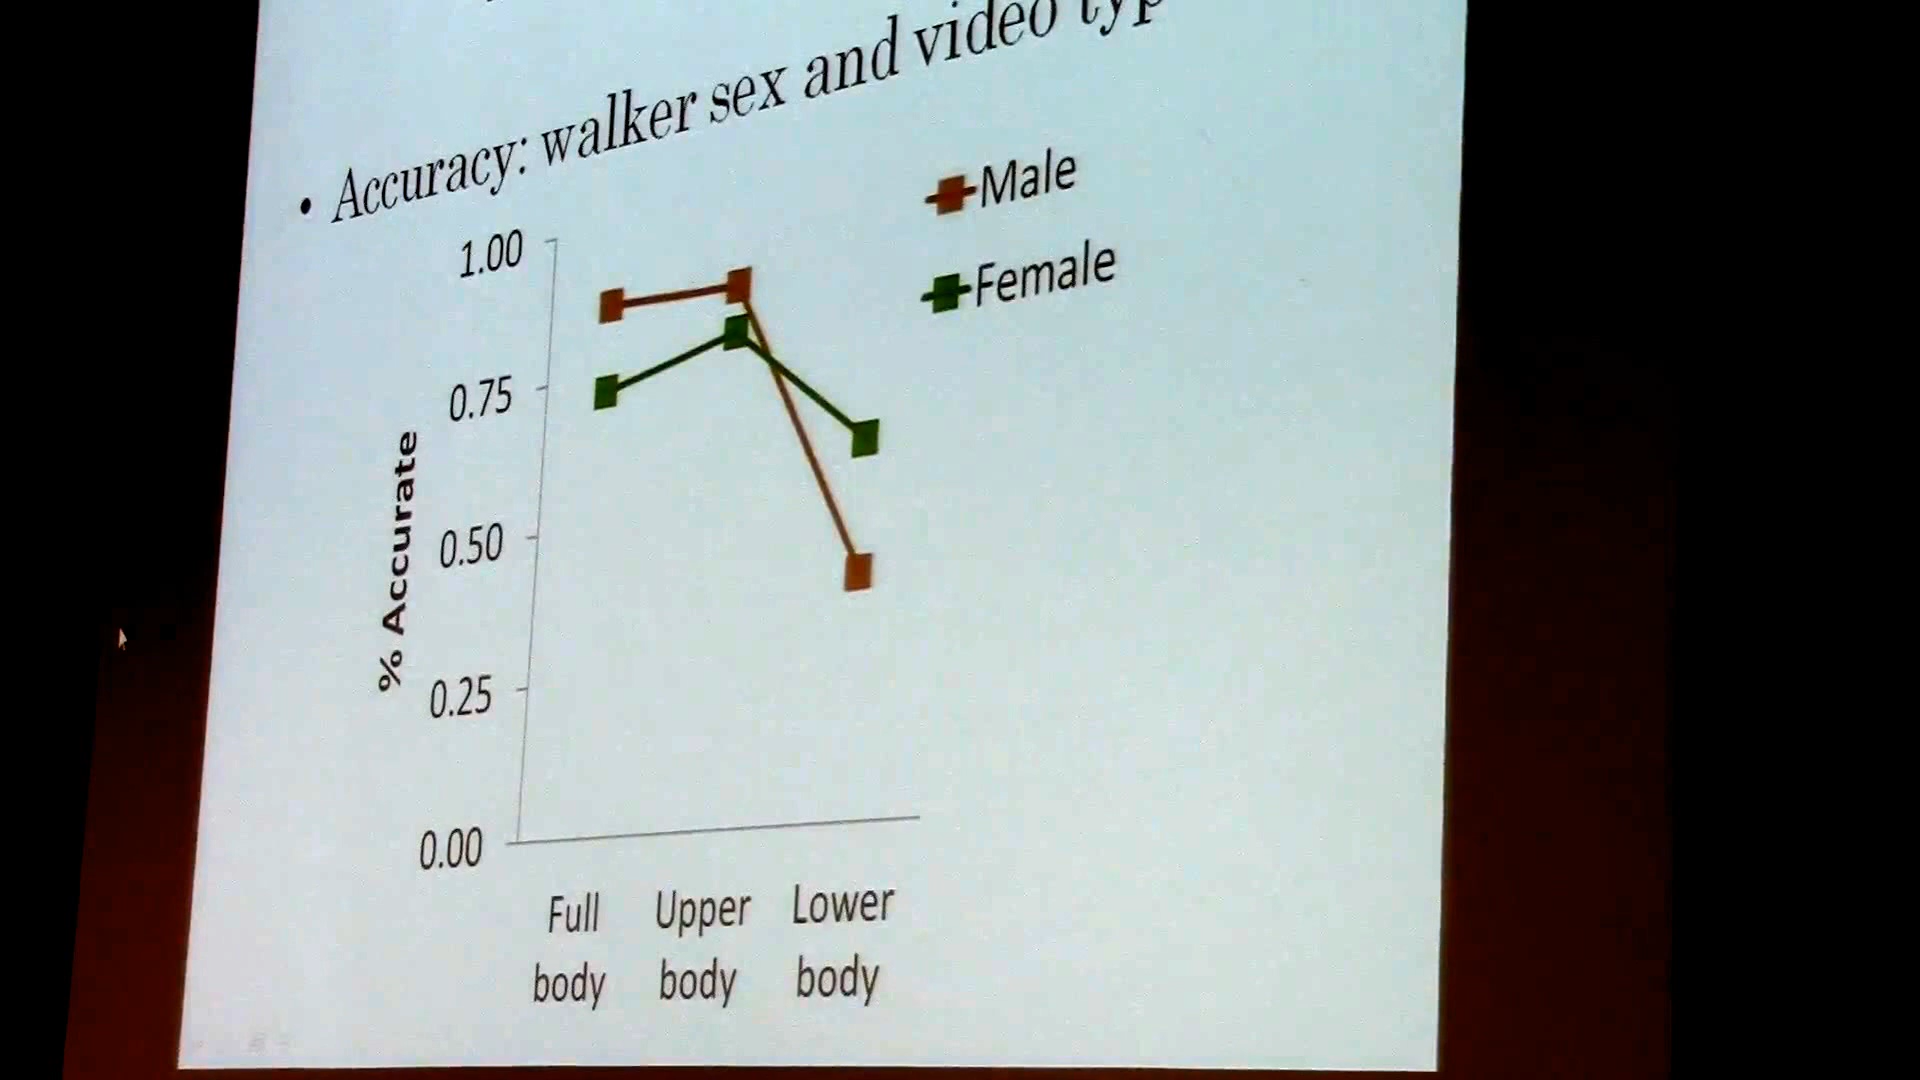 • Accuracy: walker sex and video
Male
Female
1.00
0.75
0.50
0.25
0.00
% Accurate
Full body
Upper body
Lower body